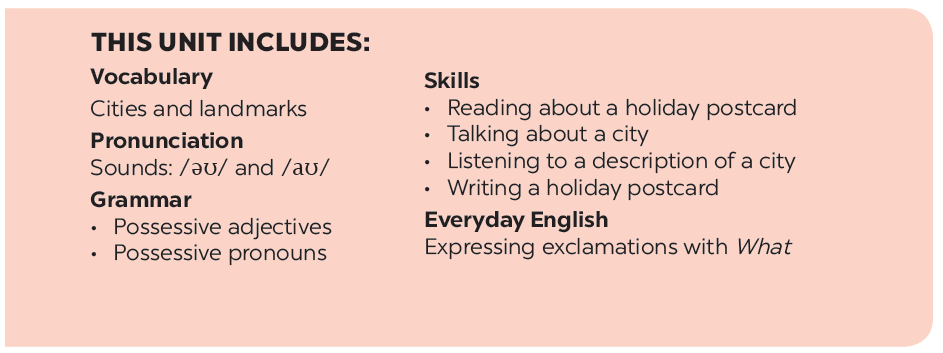 THIS UNIT INCLUDES:
Vocabulary
Cities and landmarks
Pronunciation
Sounds: /əʊ/ and /aʊ/
Grammar
• Possessive adjectives
• Possessive pronouns
Skills
• Reading about a holiday postcard
• Talking about a city
• Listening to a description of a city
• Writing a holiday postcard
Everyday English
Expressing exclamations with What